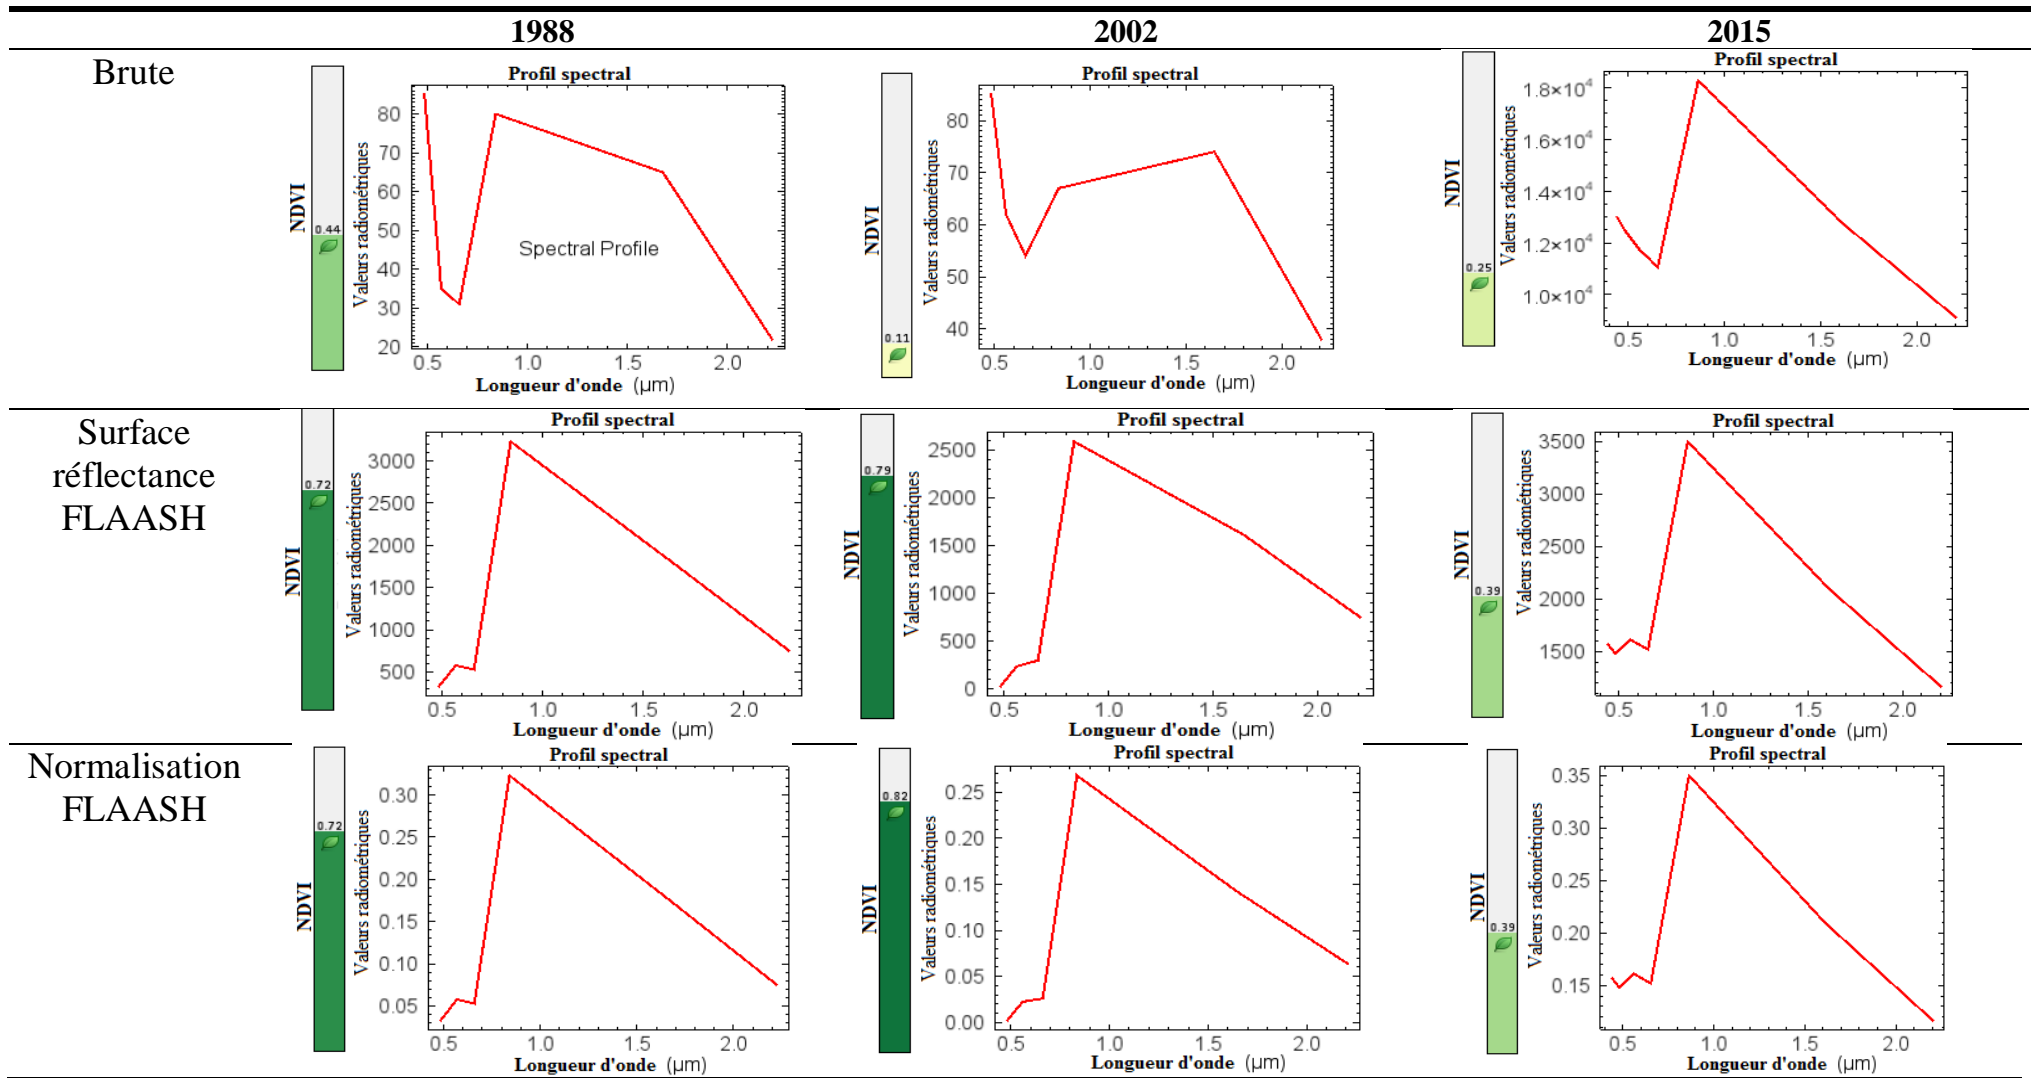 1988 2002 2015
Brute
Profil spectral
NDVI
0.44
Valeurs radiométriques
80
70
60
50
40
30
20
Spectral Profile
0.5 1.0 1.5 2.0
Longueur d'onde (µm)
Profil spectral
NDVI
0.11
Valeurs radiométriques
80
70
60
50
40
0.5 1.0 1.5 2.0
Longueur d'onde (µm)
Profil spectral
NDVI
0.25
Valeurs radiométriques
1.8×10⁴
1.6×10⁴
1.4×10⁴
1.2×10⁴
1.0×10⁴
0.5 1.0 1.5 2.0
Longueur d'onde (µm)
Surface
réflectance
FLAASH
Profil spectral
NDVI
0.72
Valeurs radiométriques
3000
2500
2000
1500
1000
500
0.5 1.0 1.5 2.0
Longueur d'onde (µm)
Profil spectral
NDVI
0.79
Valeurs radiométriques
2500
2000
1500
1000
500
0
0.5 1.0 1.5 2.0
Longueur d'onde (µm)
Profil spectral
NDVI
0.39
Valeurs radiométriques
3500
3000
2500
2000
1500
0.5 1.0 1.5 2.0
Longueur d'onde (µm)
Normalisation
FLAASH
Profil spectral
NDVI
0.72
Valeurs radiométriques
0.30
0.25
0.20
0.15
0.10
0.05
0.5 1.0 1.5 2.0
Longueur d'onde (µm)
Profil spectral
NDVI
0.82
Valeurs radiométriques
0.25
0.20
0.15
0.10
0.05
0.00
0.5 1.0 1.5 2.0
Longueur d'onde (µm)
Profil spectral
NDVI
0.39
Valeurs radiométriques
0.35
0.30
0.25
0.20
0.15
0.5 1.0 1.5 2.0
Longueur d'onde (µm)